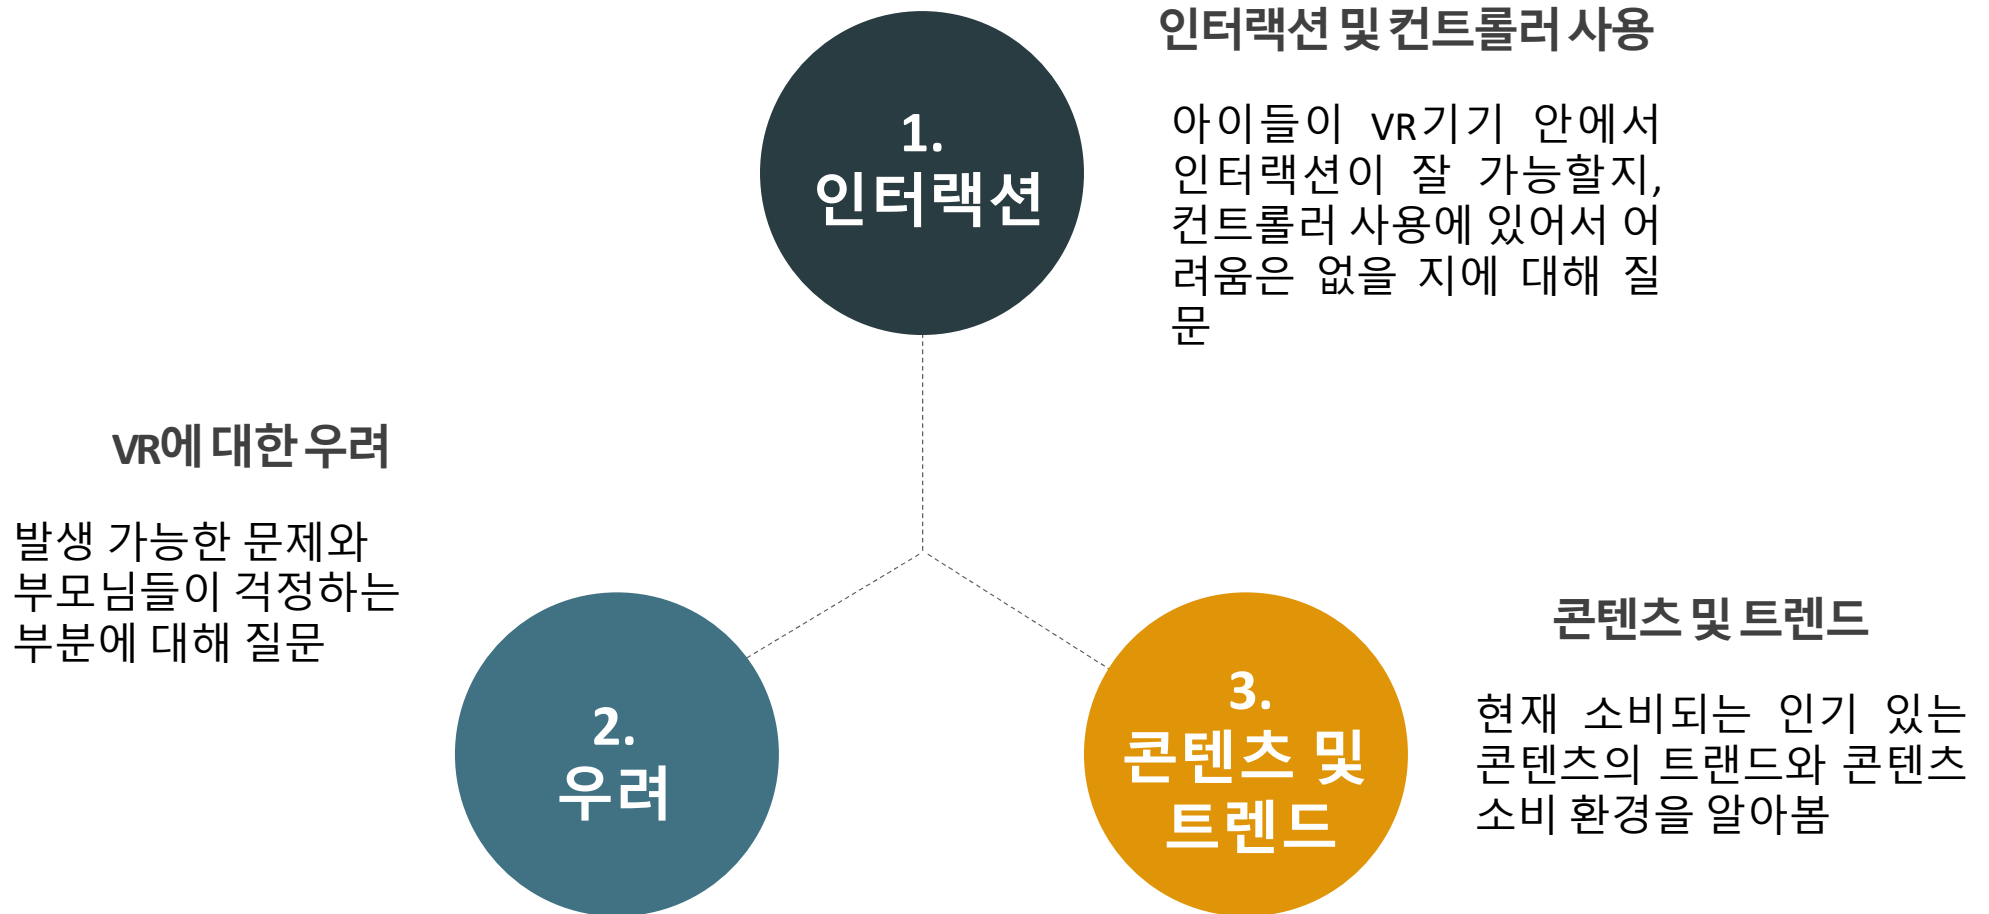 1.
인터랙션
인터랙션 및 컨트롤러 사용
아이들이 VR기기 안에서
인터랙션이 잘 가능할지,
컨트롤러 사용에 있어서 어
려움은 없을 지에 대해 질
문
VR에 대한 우려
발생 가능한 문제와
부모님들이 걱정하는
부분에 대해 질문
2.
우려
3.
콘텐츠 및
트렌드
콘텐츠 및 트렌드
현재 소비되는 인기 있는
콘텐츠의 트랜드와 콘텐츠
소비 환경을 알아봄